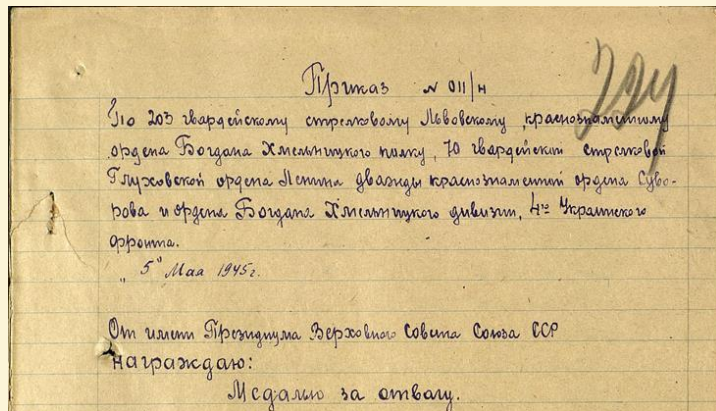 Приказ N 011/н
224
По 203 гвардейскому стрелковому Львовскому, краснознаменному
ордена Богдана Хмельницкого полку, 70 гвардейской стрелковой
Глуховской ордена Ленина дважды краснознаменной ордена Суво-
рова и ордена Богдана Хмельницкого дивизии, 4го Украинского
фронта.
"5" Мая 1945г.
От имени Президиума Верховного Совета Союза ССР
награждаю:
Медалью за отвагу.